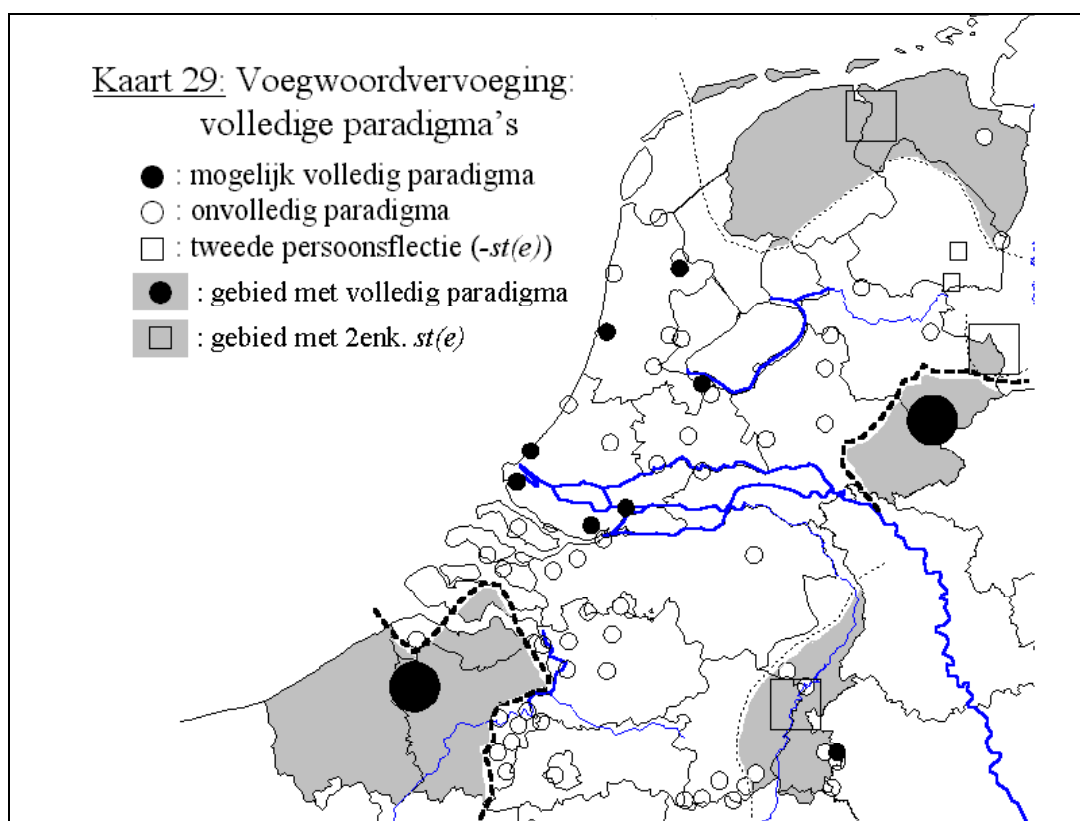 Kaart 29: Voegwoordvervoeging:
volledige paradigma's
: mogelijk volledig paradigma
: onvolledig paradigma
: tweede persoonsflectie (-st(e))
: gebied met volledig paradigma
: gebied met 2enk. st(e)